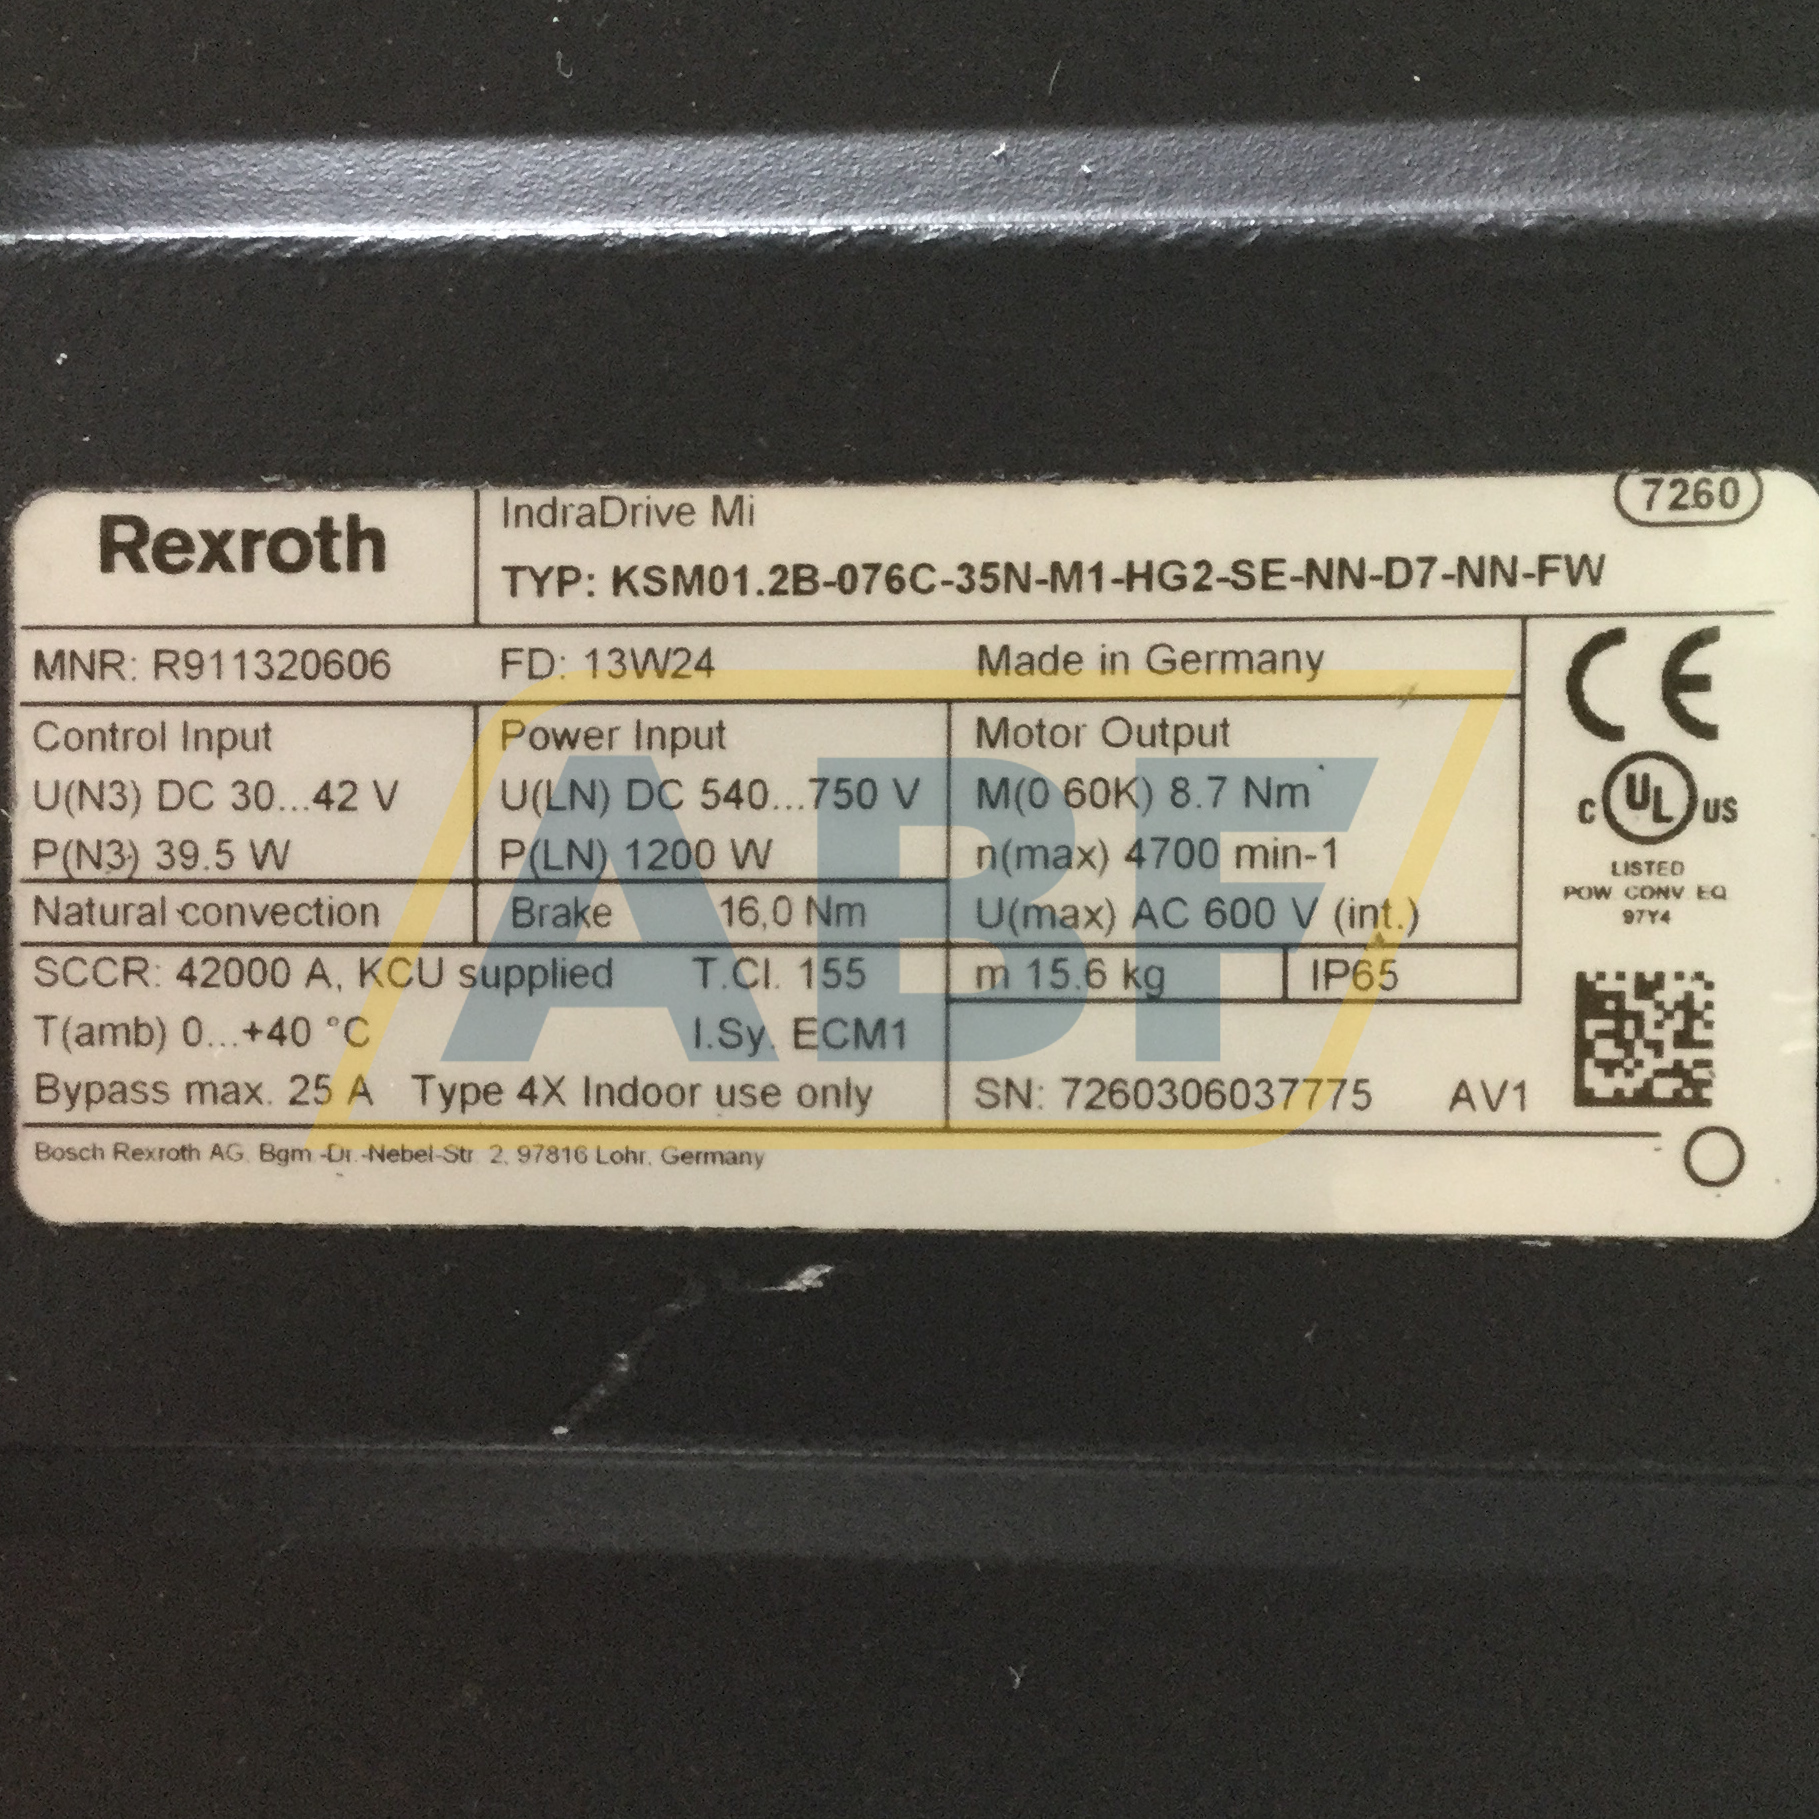 Rexroth
IndraDrive Mi
7260
TYP: KSM01.2B-076C-35N-M1-HG2-SE-NN-D7-NN-FW
MNR: R911320606 FD: 13W24 Made in Germany
Control Input
U(N3) DC 30...42 V
P(N3) 39.5 W
Natural convection
Power Input
U(LN) DC 540...750 V
P(LN) 1200 W
Brake 16,0 Nm
Motor Output
M(0 60K) 8.7 Nm
n(max) 4700 min-1
U(max) AC 600 V (int.)
SCCR: 42000 A, KCU supplied T.Cl. 155
m 15.6 kg IP65
T(amb) 0...+40 °C I.Sy. ECM1
Bypass max. 25 A Type 4X Indoor use only
SN: 7260306037775 AV1
Bosch Rexroth AG. Bgm.-Dr.-Nebel-Str. 2, 97816 Lohr, Germany
CE
C UL US
LISTED
POW CONV EQ
97Y4
ABF